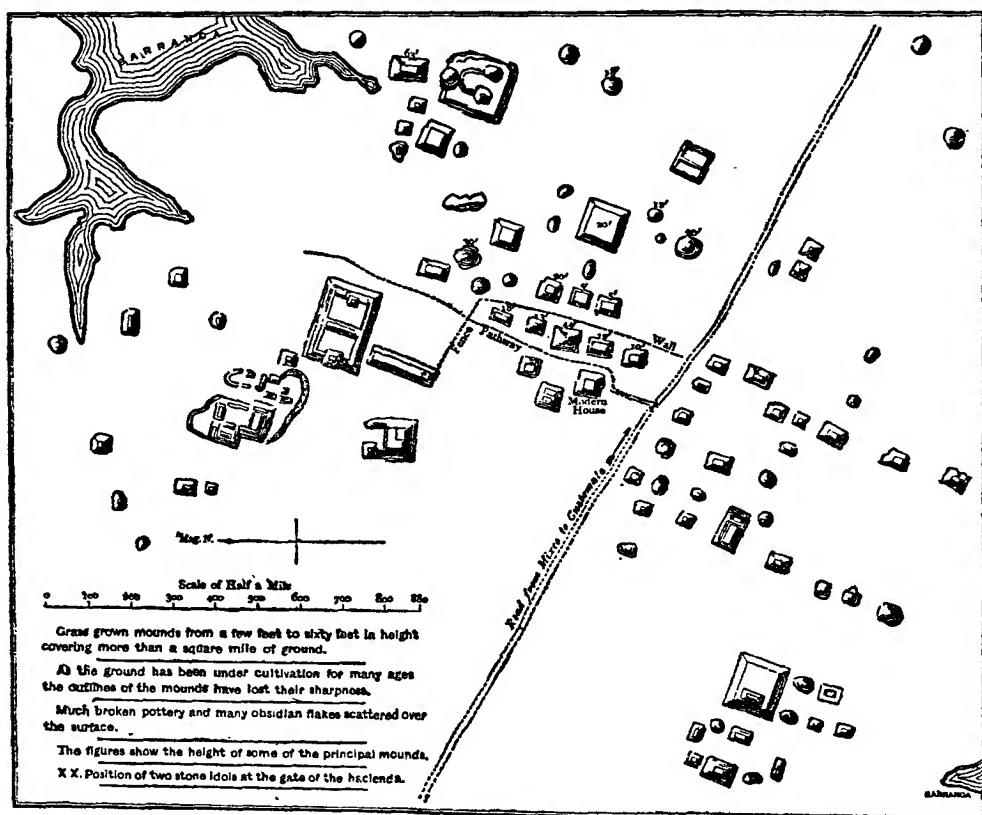 BARRANCA
60'
20'
Wall
Fence
Pathway
Modern
House
Road from Mixco to Guatemala
Mag. N.
Scale of Half a Mile
0 100 200 300 400 500 600 700 800 880
Grass grown mounds from a few feet to sixty feet in height
covering more than a square mile of ground.
As the ground has been under cultivation for many ages
the outlines of the mounds have lost their sharpness.
Much broken pottery and many obsidian flakes scattered over
the surface.
The figures show the height of some of the principal mounds.
X X. Position of two stone idols at the gate of the hacienda.
BARRANCA